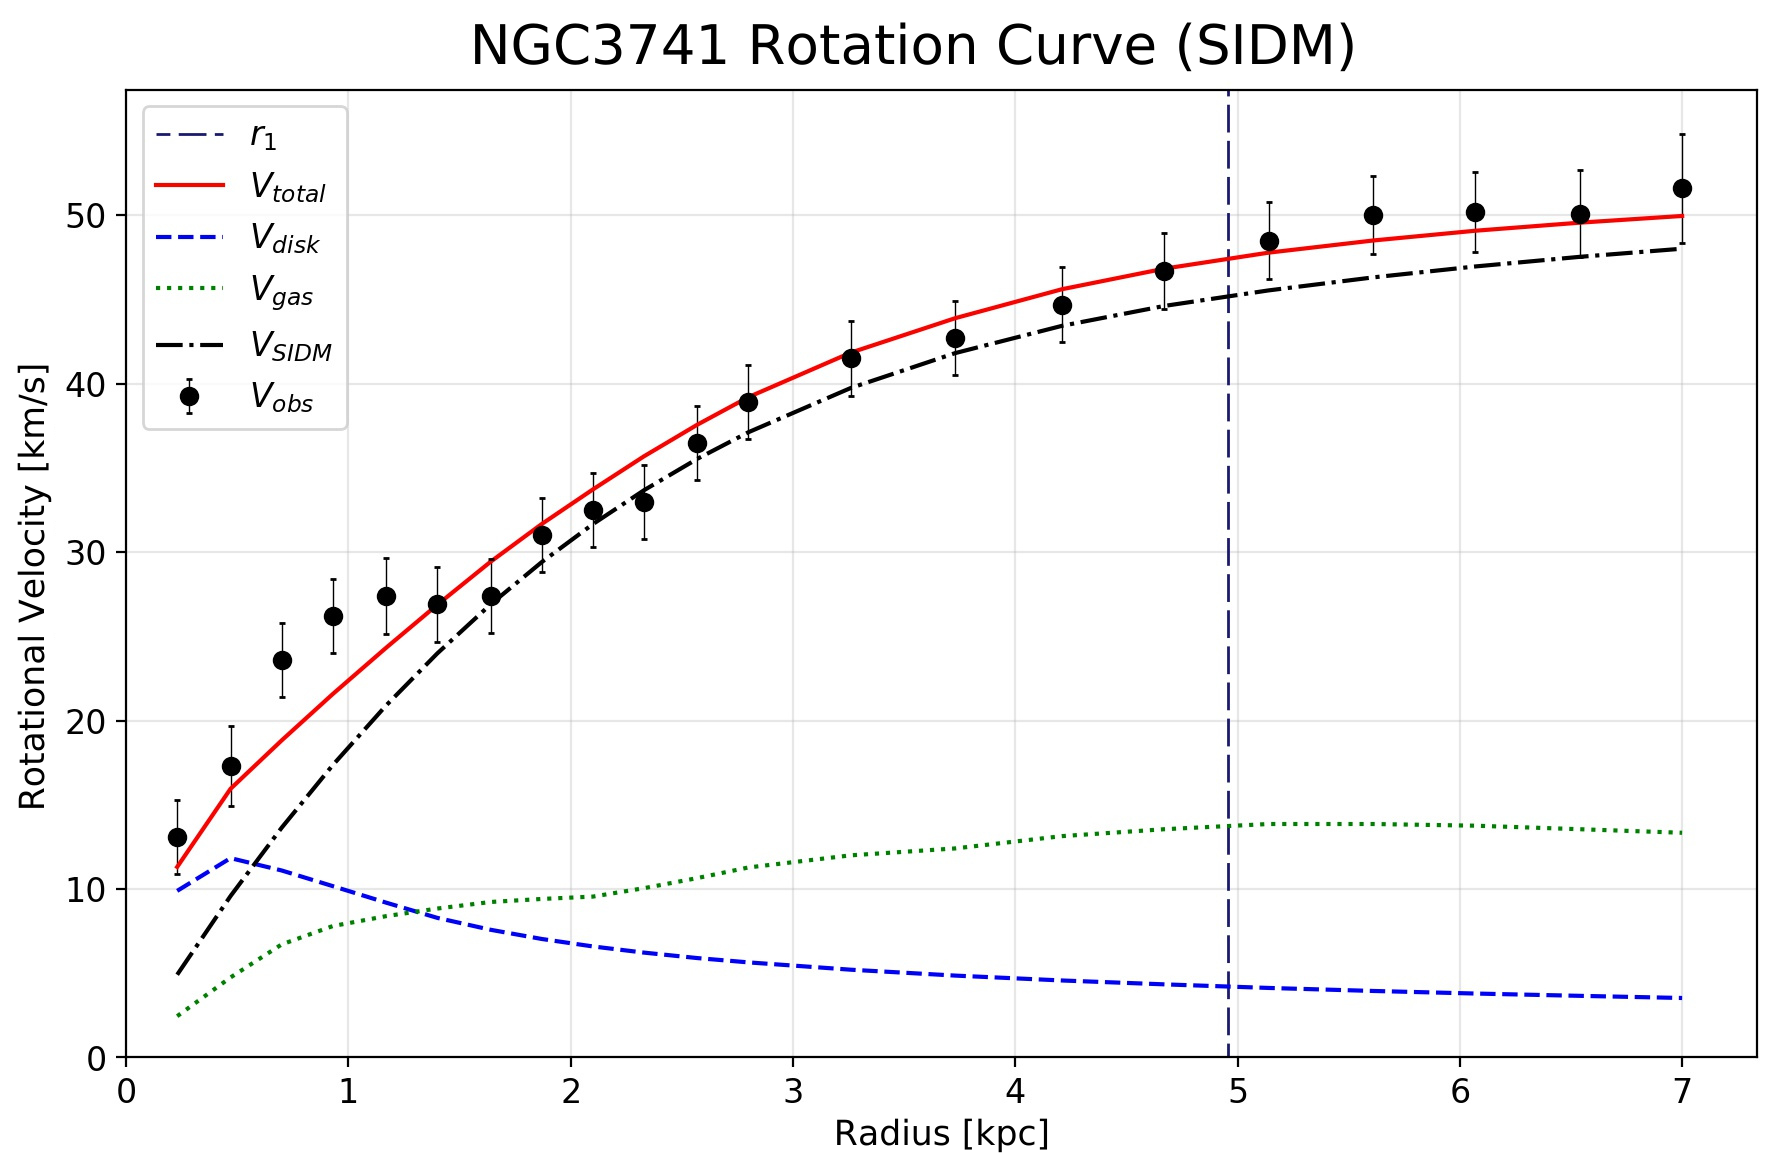 NGC3741 Rotation Curve (SIDM)
r1
Vtotal
Vdisk
Vgas
VSIDM
Vobs
Rotational Velocity [km/s]
50
40
30
20
10
0
0 1 2 3 4 5 6 7
Radius [kpc]